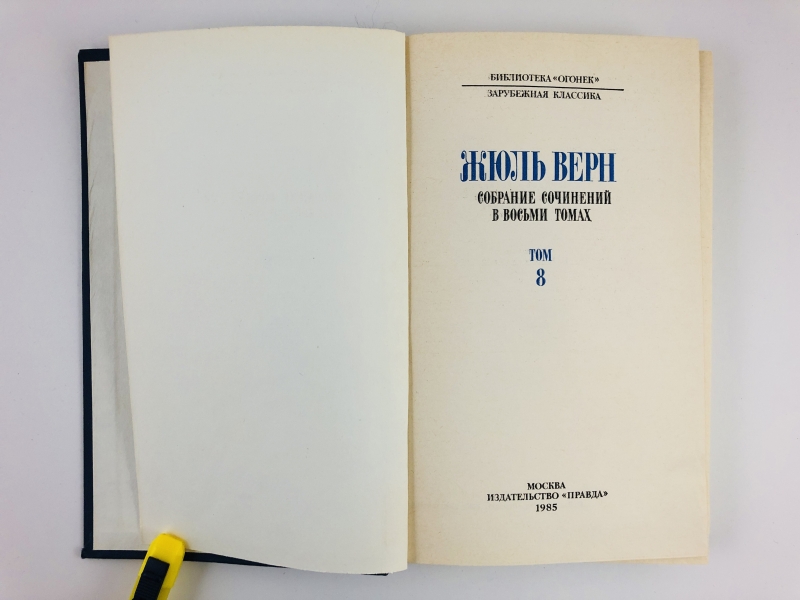 БИБЛИОТЕКА «ОГОНЕК»
ЗАРУБЕЖНАЯ КЛАССИКА
ЖЮЛЬ ВЕРН
СОБРАНИЕ СОЧИНЕНИЙ
В ВОСЬМИ ТОМАХ
ТОМ
8
МОСКВА
ИЗДАТЕЛЬСТВО «ПРАВДА»
1985